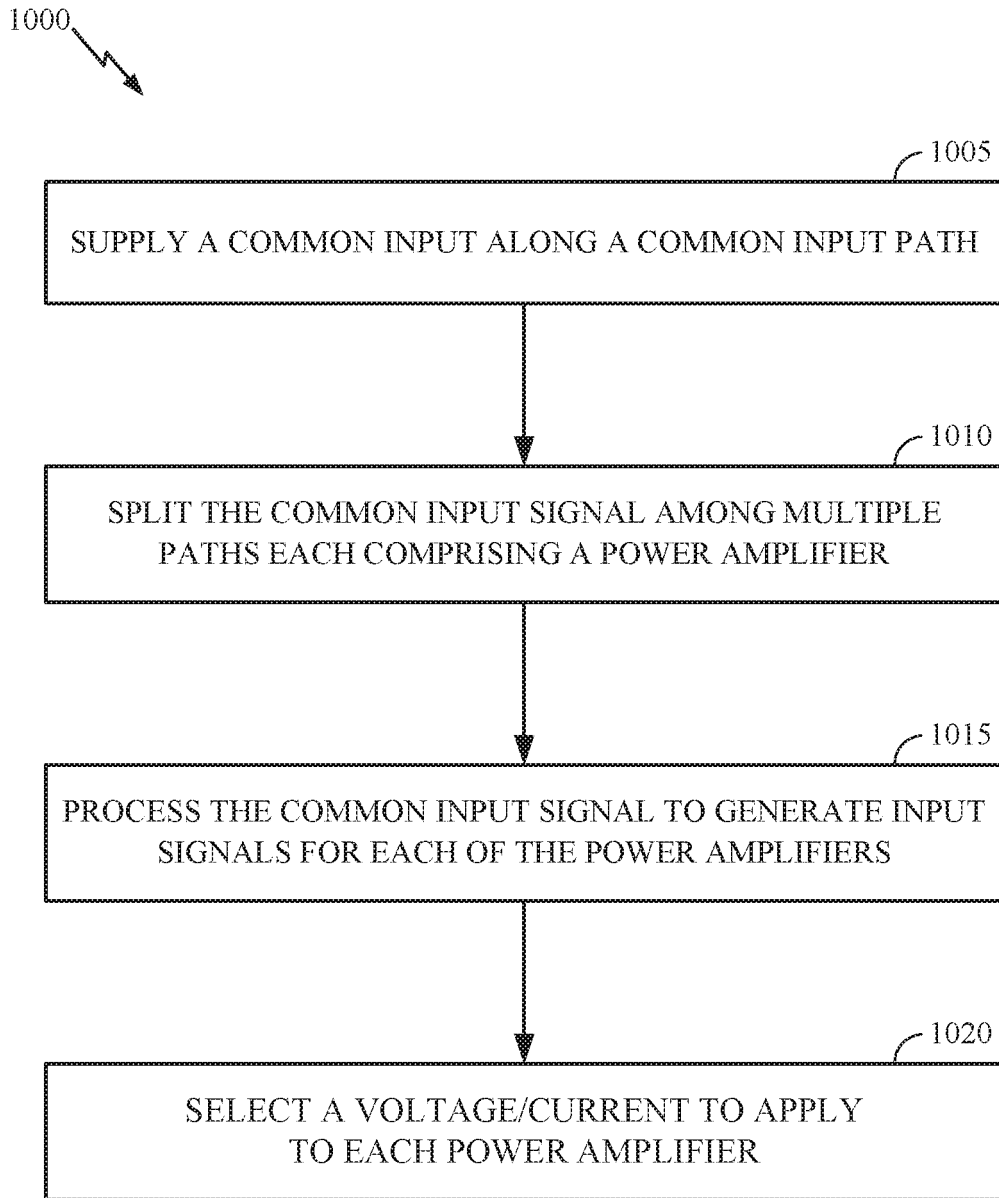 1000
1005
SUPPLY A COMMON INPUT ALONG A COMMON INPUT PATH
1010
SPLIT THE COMMON INPUT SIGNAL AMONG MULTIPLE
PATHS EACH COMPRISING A POWER AMPLIFIER
1015
PROCESS THE COMMON INPUT SIGNAL TO GENERATE INPUT
SIGNALS FOR EACH OF THE POWER AMPLIFIERS
1020
SELECT A VOLTAGE/CURRENT TO APPLY
TO EACH POWER AMPLIFIER